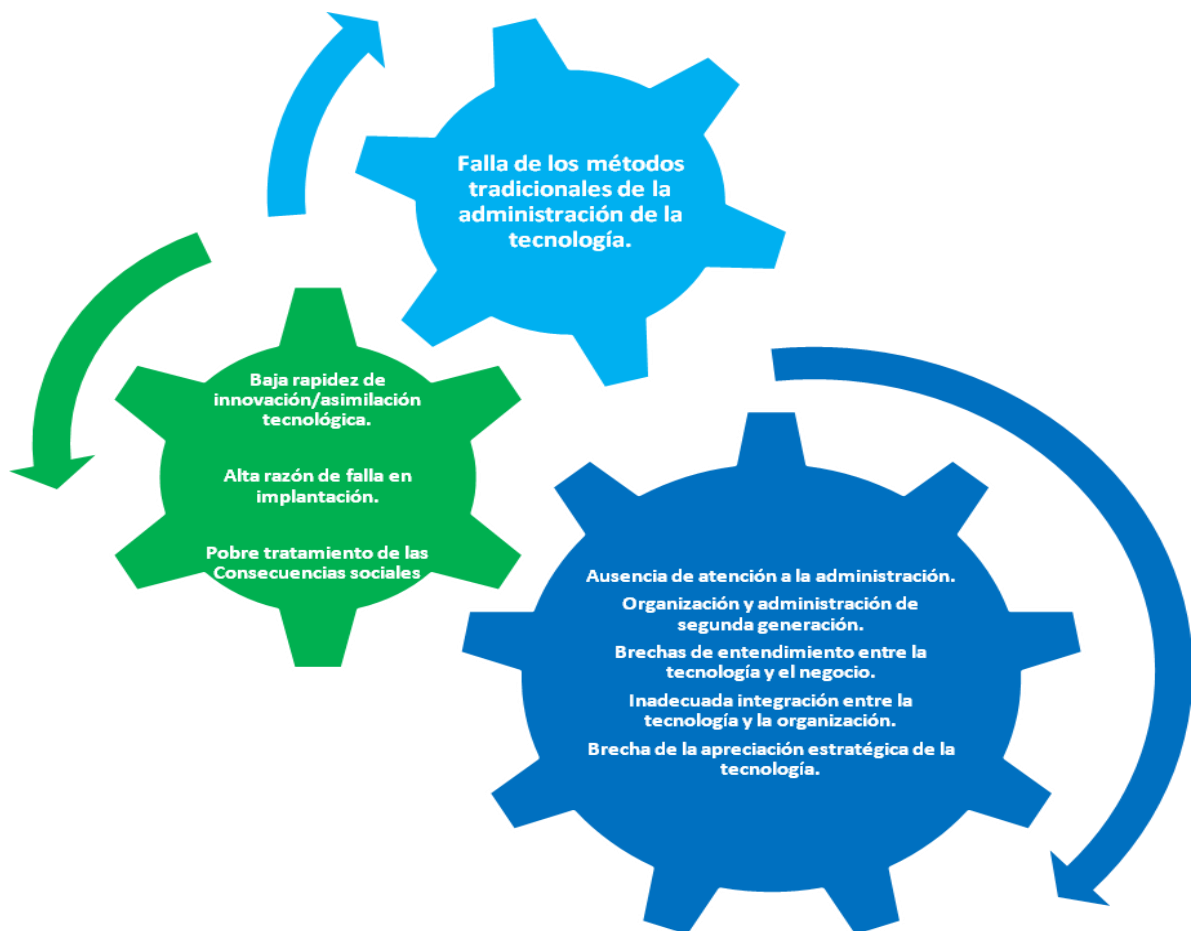 Falla de los métodos
tradicionales de la
administración de la
tecnología.
Baja rapidez de
innovación/asimilación
tecnológica.
Alta razón de falla en
implantación.
Pobre tratamiento de las
Consecuencias sociales
Ausencia de atención a la administración.
Organización y administración de
segunda generación.
Brechas de entendimiento entre la
tecnología y el negocio.
Inadecuada integración entre la
tecnología y la organización.
Brecha de la apreciación estratégica de la
tecnología.